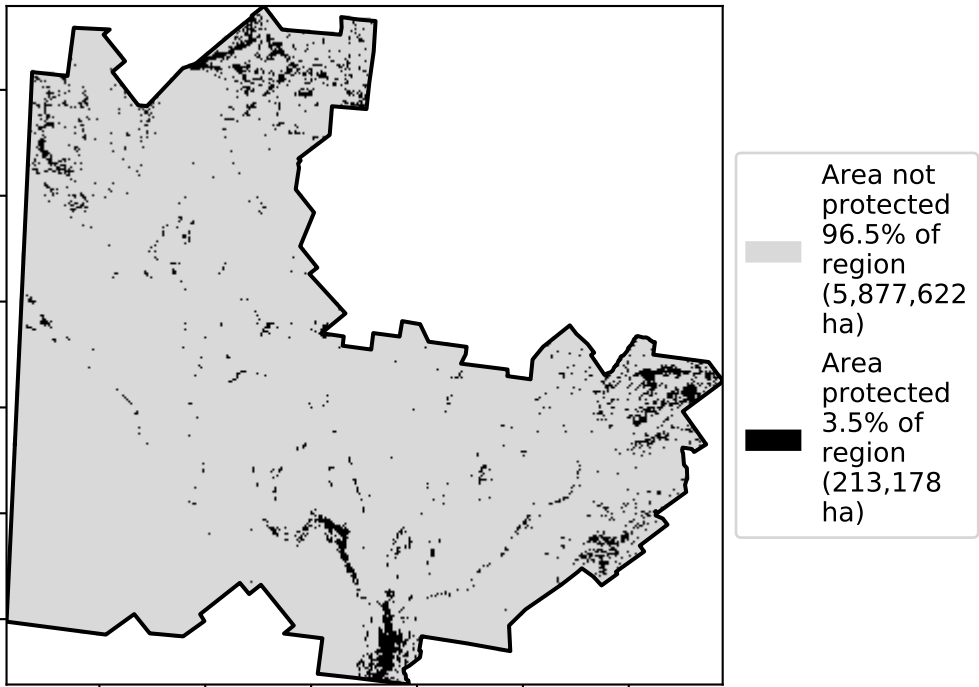 Area not
protected
96.5% of
region
(5,877,622
ha)
Area
protected
3.5% of
region
(213,178
ha)